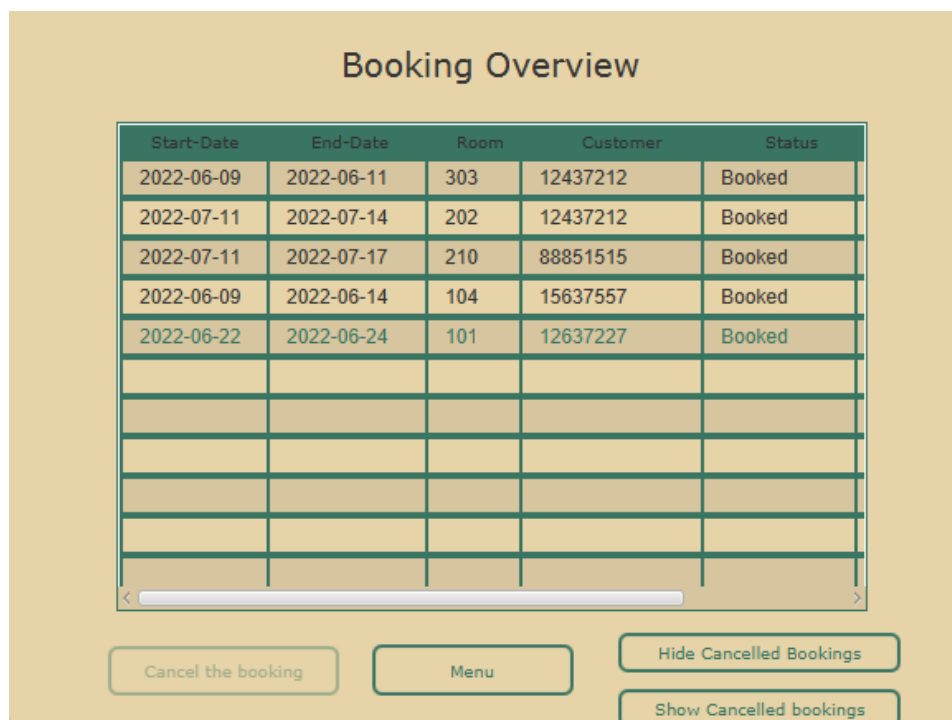 Booking Overview
Start-Date End-Date Room Customer Status
2022-06-09 2022-06-11 303 12437212 Booked
2022-07-11 2022-07-14 202 12437212 Booked
2022-07-11 2022-07-17 210 88851515 Booked
2022-06-09 2022-06-14 104 15637557 Booked
2022-06-22 2022-06-24 101 12637227 Booked
Cancel the booking Menu Hide Cancelled Bookings
Show Cancelled bookings